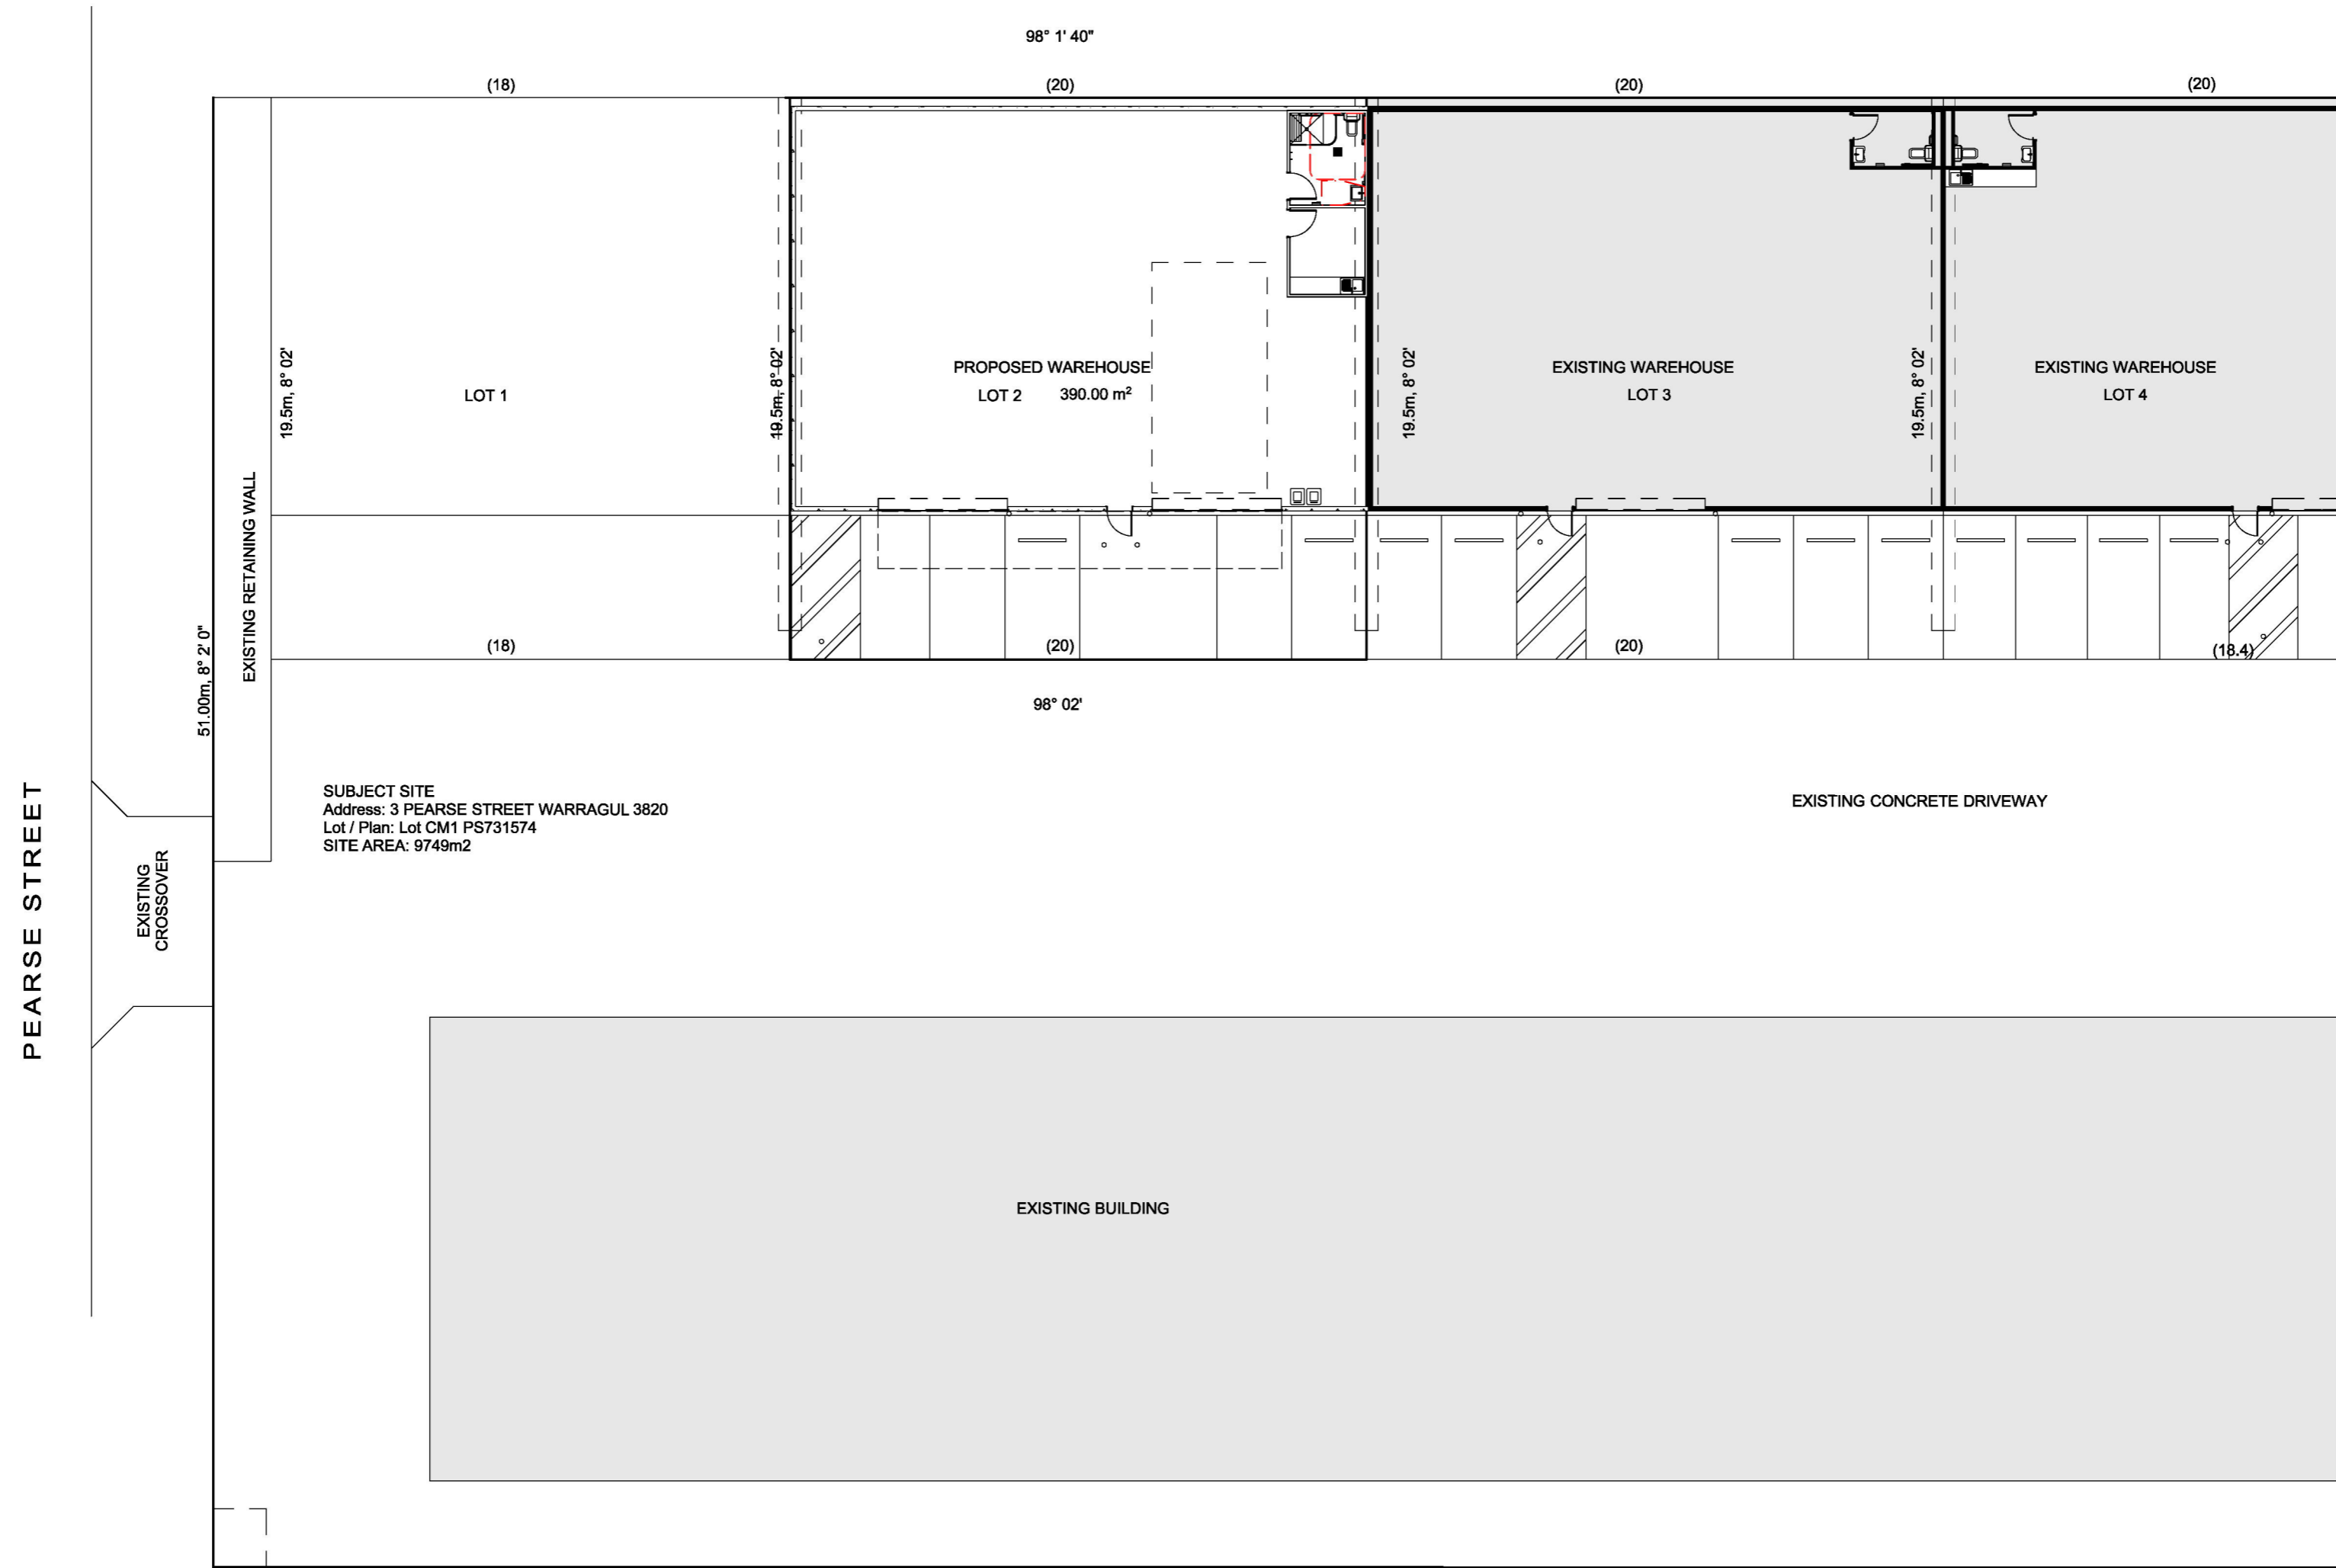 98° 1' 40"
(18)
(20)
(20)
(20)
19.5m, 8° 02'
LOT 1
19.5m, 8° 02'
PROPOSED WAREHOUSE
LOT 2 390.00 m²
19.5m, 8° 02'
EXISTING WAREHOUSE
LOT 3
19.5m, 8° 02'
EXISTING WAREHOUSE
LOT 4
EXISTING RETAINING WALL
51.00m, 8° 2' 0"
(18)
(20)
(20)
(18.4)
98° 02'
SUBJECT SITE
Address: 3 PEARSE STREET WARRAGUL 3820
Lot / Plan: Lot CM1 PS731574
SITE AREA: 9749m2
EXISTING CONCRETE DRIVEWAY
PEARSE STREET
EXISTING
CROSSOVER
EXISTING BUILDING